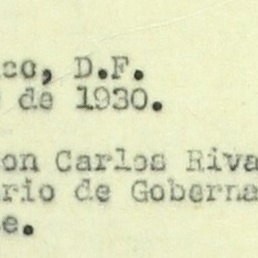 co, D.F.
de 1930.
on Carlos Riva
rio de Goberna
e.